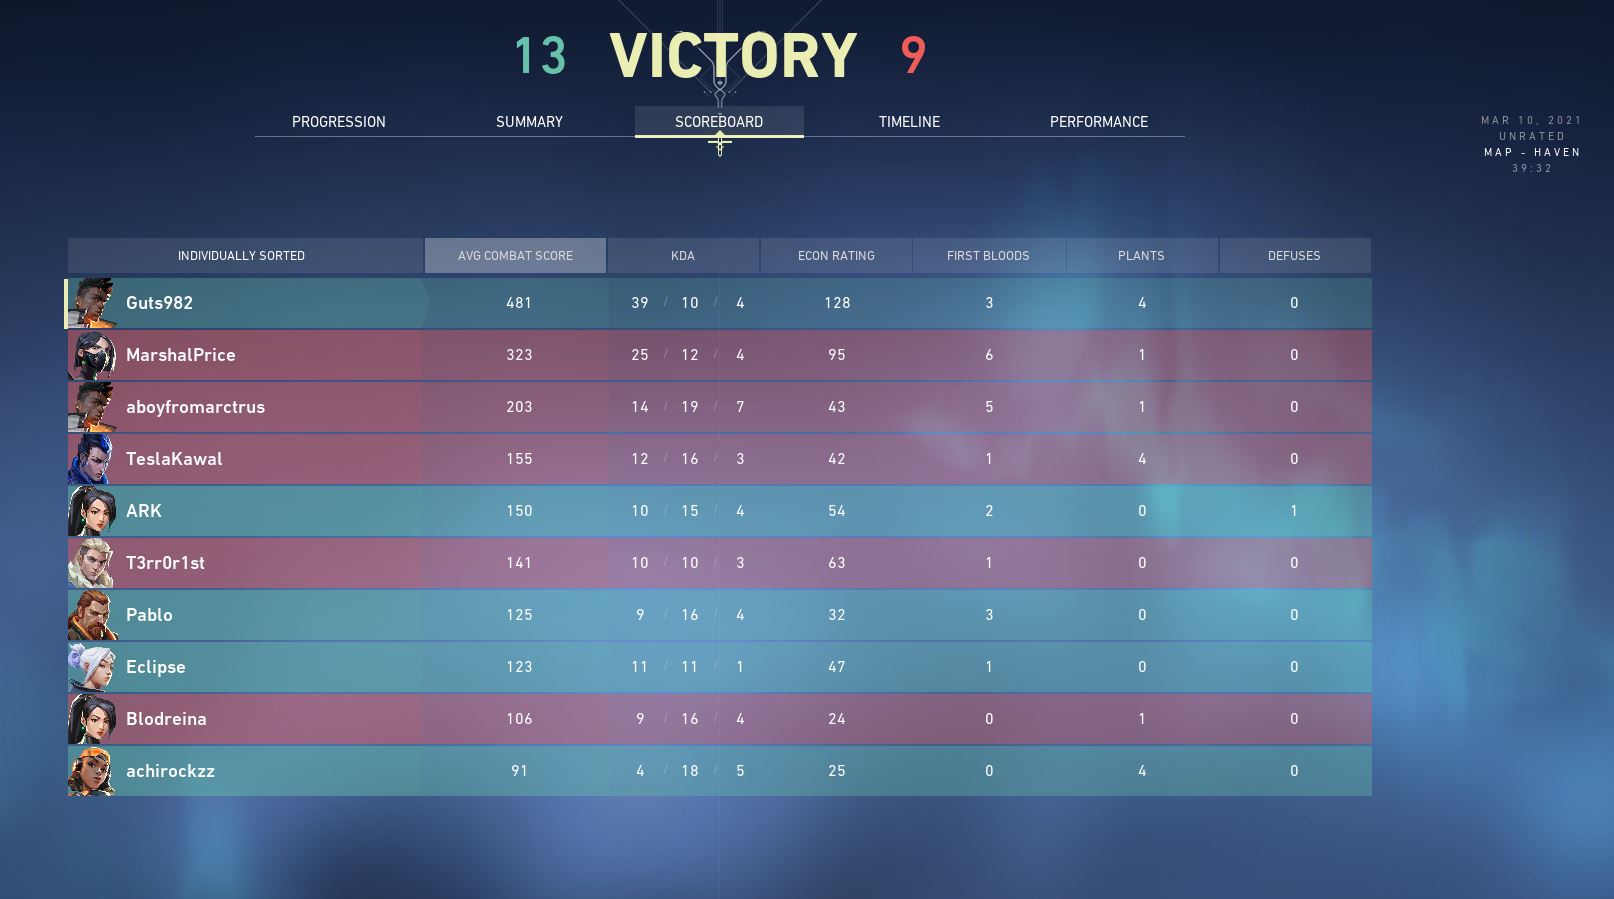 13 VICTORY 9
PROGRESSION SUMMARY SCOREBOARD TIMELINE PERFORMANCE
MAR 10, 2021
UNRATED
MAP - HAVEN
39:32
INDIVIDUALLY SORTED AVG COMBAT SCORE KDA ECON RATING FIRST BLOODS PLANTS DEFUSES
Guts982 481 39 / 10 / 4 128 3 4 0
MarshalPrice 323 25 / 12 / 4 95 6 1 0
aboyfromarctrus 203 14 / 19 / 7 43 5 1 0
TeslaKawal 155 12 / 16 / 3 42 1 4 0
ARK 150 10 / 15 / 4 54 2 0 1
T3rr0r1st 141 10 / 10 / 3 63 1 0 0
Pablo 125 9 / 16 / 4 32 3 0 0
Eclipse 123 11 / 11 / 1 47 1 0 0
Blodreina 106 9 / 16 / 4 24 0 1 0
achirockzz 91 4 / 18 / 5 25 0 4 0